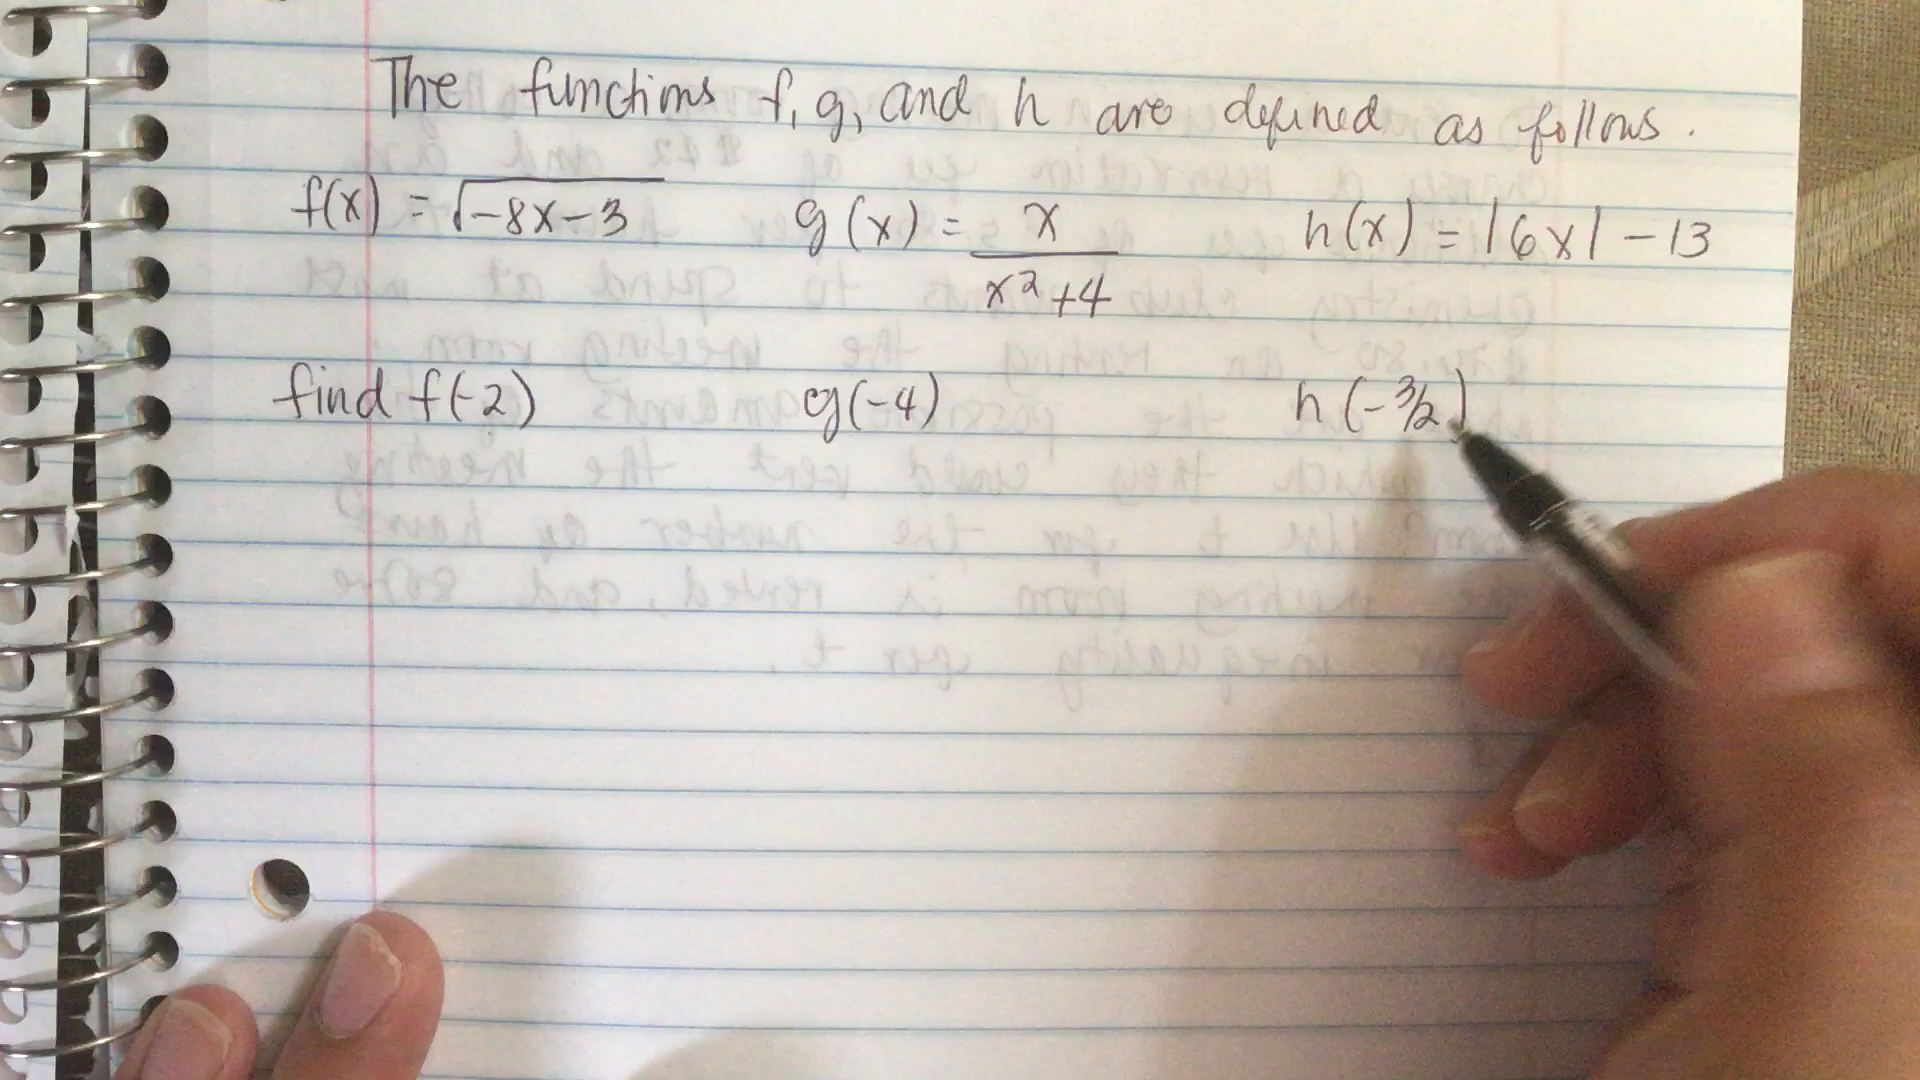 The functions f, g, and h are defined as follows.
f(x) = √-8x-3 g(x) = x/x²+4 h(x) = |6x| - 13
find f(-2) g(-4) h(-3/2)